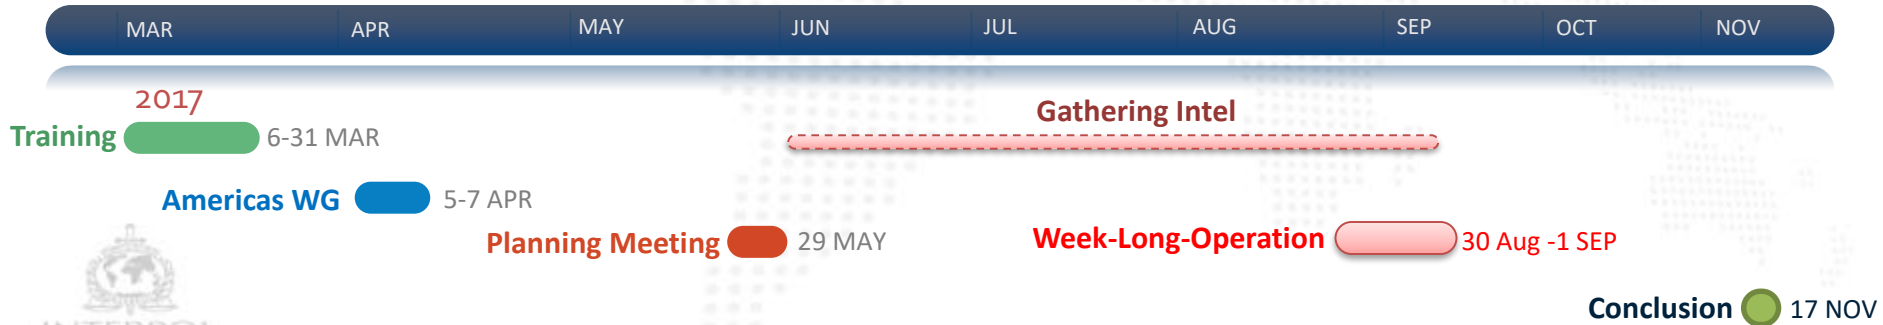 MAR APR MAY JUN JUL AUG SEP OCT NOV
2017
Gathering Intel
Training 6-31 MAR
Americas WG 5-7 APR
Planning Meeting 29 MAY
Week-Long-Operation 30 Aug -1 SEP
Conclusion 17 NOV